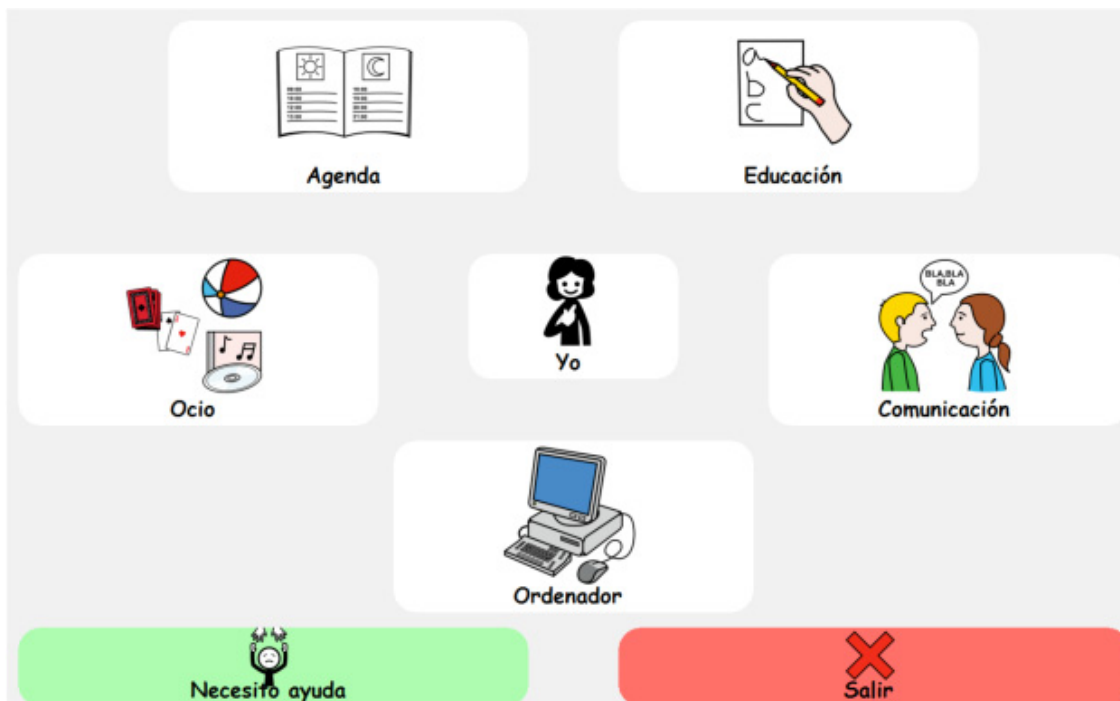 Agenda
Educación
a
b
c
Ocio
Yo
BLA,BLA
BLA
Comunicación
Ordenador
Necesito ayuda
Salir